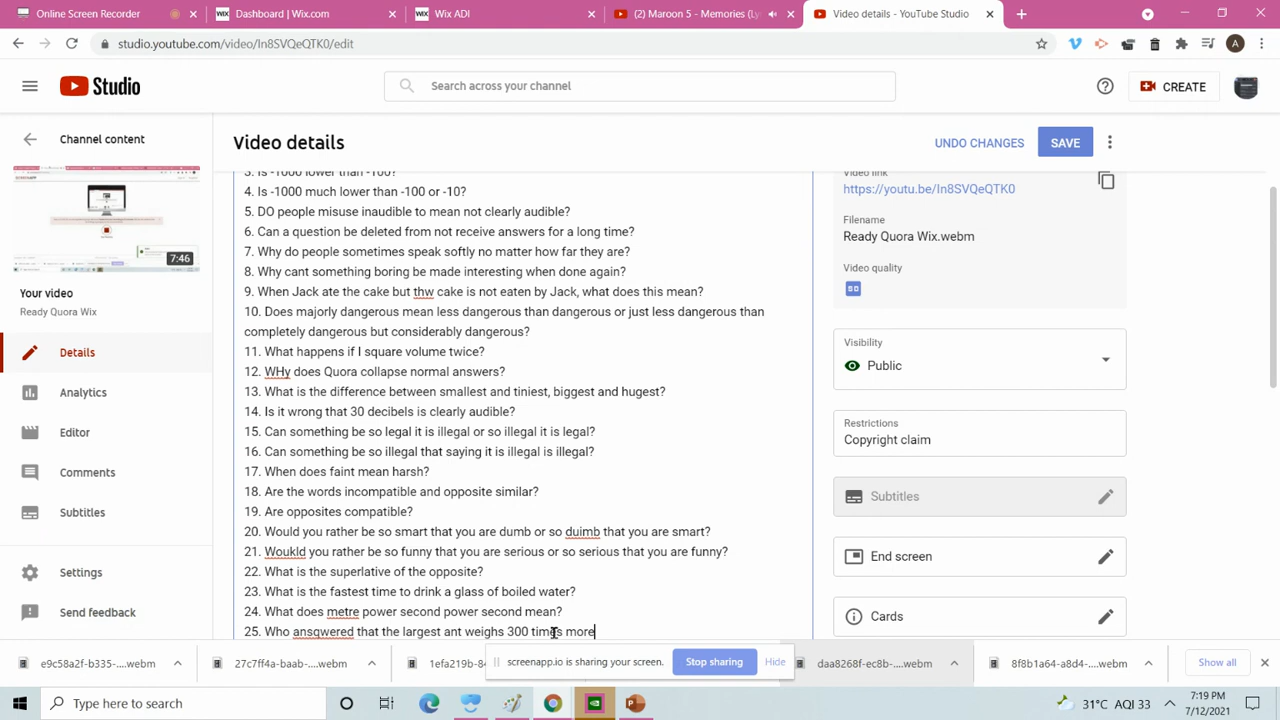 Screen Recording
Dashboard | Wix.com
Wix ADI
(2) Maroon 5 - Memories (Ly
Video details - YouTube Studio
studio.youtube.com/video/In8SVQeQTK0/edit
A
Studio
Search across your channel
CREATE
Channel content
Video details
UNDO CHANGES
SAVE
7:46
Your video
Ready Quora Wix
Details
Analytics
Editor
Comments
Subtitles
Settings
Send feedback
3. Is -1000 lower than -100?
4. Is -1000 much lower than -100 or -10?
5. DO people misuse inaudible to mean not clearly audible?
6. Can a question be deleted from not receive answers for a long time?
7. Why do people sometimes speak softly no matter how far they are?
8. Why cant something boring be made interesting when done again?
9. When Jack ate the cake but thw cake is not eaten by Jack, what does this mean?
10. Does majorly dangerous mean less dangerous than dangerous or just less dangerous than
completely dangerous but considerably dangerous?
11. What happens if I square volume twice?
12. WHy does Quora collapse normal answers?
13. What is the difference between smallest and tiniest, biggest and hugest?
14. Is it wrong that 30 decibels is clearly audible?
15. Can something be so legal it is illegal or so illegal it is legal?
16. Can something be so illegal that saying it is illegal is illegal?
17. When does faint mean harsh?
18. Are the words incompatible and opposite similar?
19. Are opposites compatible?
20. Would you rather be so smart that you are dumb or so duimb that you are smart?
21. Woukld you rather be so funny that you are serious or so serious that you are funny?
22. What is the superlative of the opposite?
23. What is the fastest time to drink a glass of boiled water?
24. What does metre power second power second mean?
25. Who ansqwered that the largest ant weighs 300 times more
Video link
https://youtu.be/In8SVQeQTK0
Filename
Ready Quora Wix.webm
Video quality
Visibility
Public
Restrictions
Copyright claim
Subtitles
End screen
Cards
e9c58a2f-b335-....webm
27c7ff4a-baab-....webm
1efa219b-84
screenapp.io is sharing your screen.
Stop sharing
Hide
daa8268f-ec8b-....webm
8f8b1a64-a8d4-....webm
Show all
Type here to search
31°C AQI 33
7:19 PM
7/12/2021